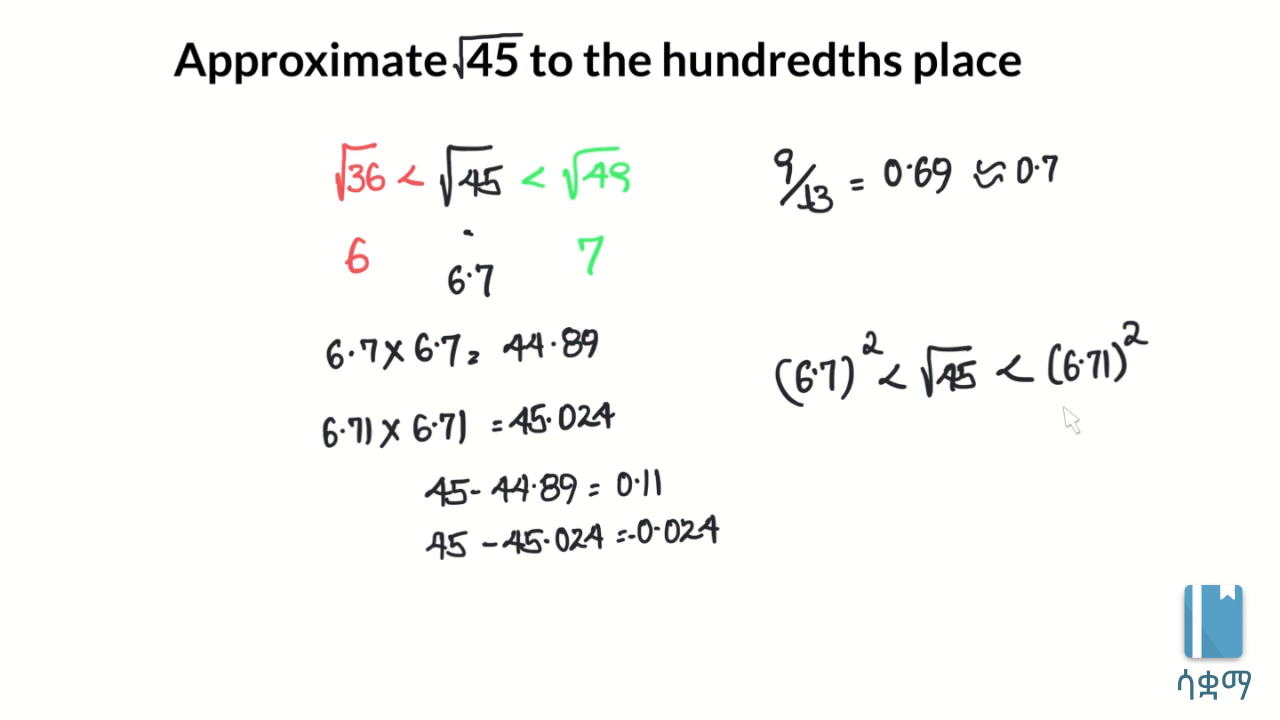 Approximate √45 to the hundredths place
√36 < √45 < √49
6 6.7 7
9/13 = 0.69 ≈ 0.7
6.7 x 6.7 = 44.89
(6.7)² < √45 < (6.71)²
6.71 x 6.71 = 45.024
45 - 44.89 = 0.11
45 - 45.024 = -0.024
ሳቋማ